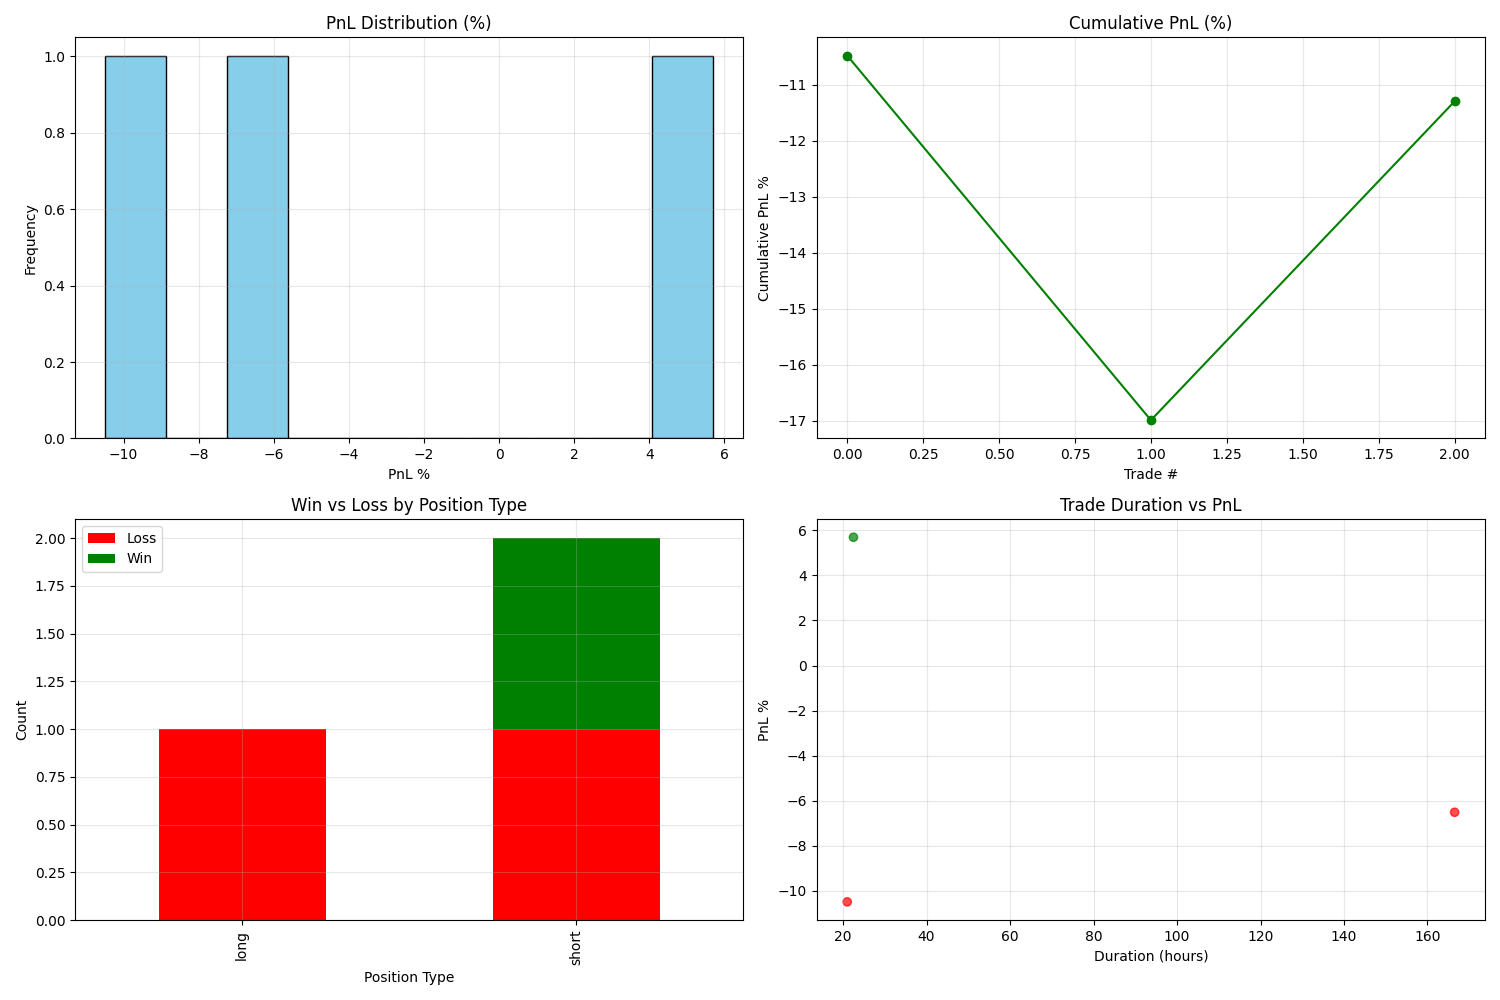 PnL Distribution (%)
Frequency
1.0
0.8
0.6
0.4
0.2
0.0
−10 −8 −6 −4 −2 0 2 4 6
PnL %
Cumulative PnL (%)
Cumulative PnL %
−11
−12
−13
−14
−15
−16
−17
0.00 0.25 0.50 0.75 1.00 1.25 1.50 1.75 2.00
Trade #
Win vs Loss by Position Type
Loss
Win
Count
2.00
1.75
1.50
1.25
1.00
0.75
0.50
0.25
0.00
long short
Position Type
Trade Duration vs PnL
PnL %
6
4
2
0
−2
−4
−6
−8
−10
20 40 60 80 100 120 140 160
Duration (hours)